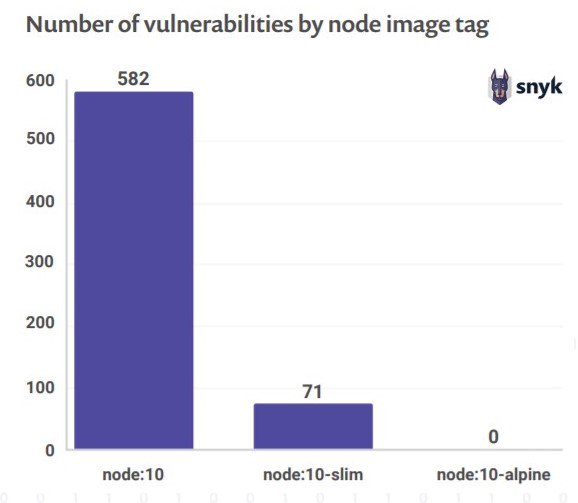 Number of vulnerabilities by node image tag
snyk
600
582
500
400
300
200
100
71
0
0
node:10
node:10-slim
node:10-alpine